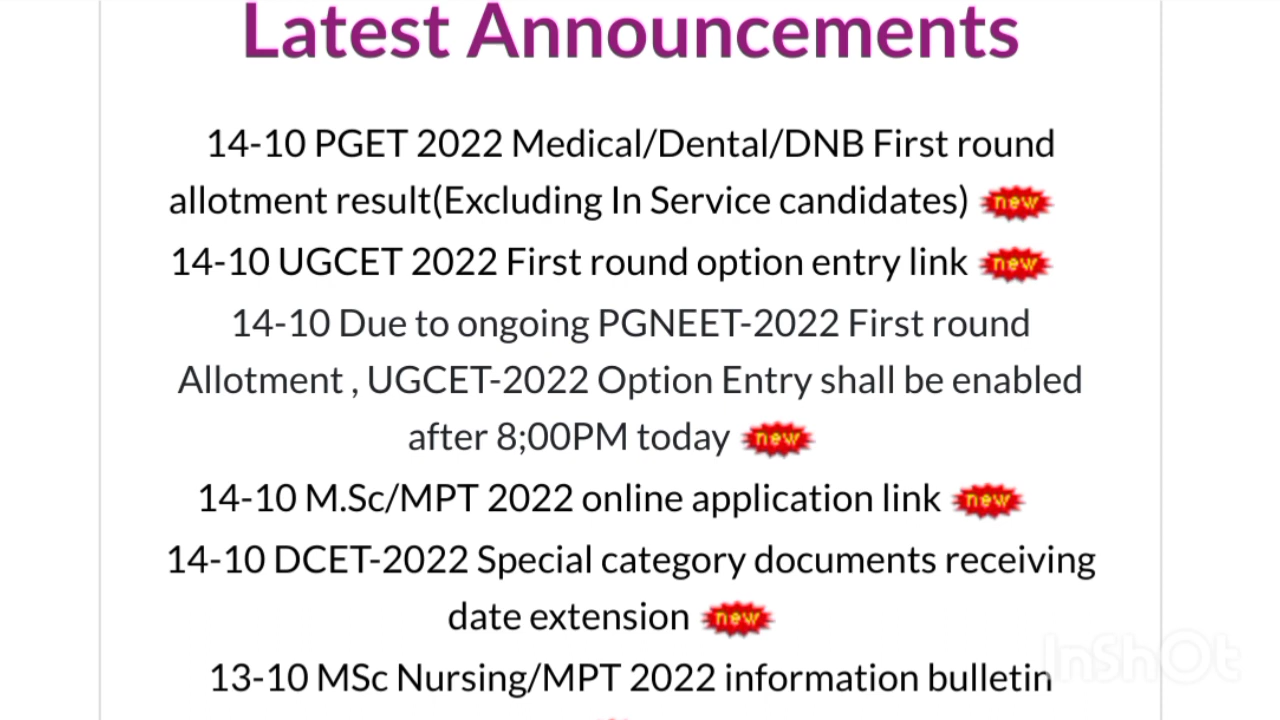 Latest Announcements
14-10 PGET 2022 Medical/Dental/DNB First round
allotment result(Excluding In Service candidates) new
14-10 UGCET 2022 First round option entry link new
14-10 Due to ongoing PGNEET-2022 First round
Allotment , UGCET-2022 Option Entry shall be enabled
after 8;00PM today new
14-10 M.Sc/MPT 2022 online application link new
14-10 DCET-2022 Special category documents receiving
date extension new
13-10 MSc Nursing/MPT 2022 information bulletin
InShOt